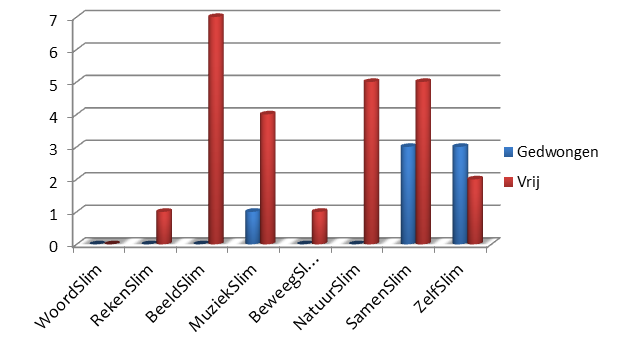 7
6
5
4
3
2
1
0
WoordSlim
RekenSlim
BeeldSlim
MuziekSlim
BeweegSl...
NatuurSlim
SamenSlim
ZelfSlim
Gedwongen
Vrij